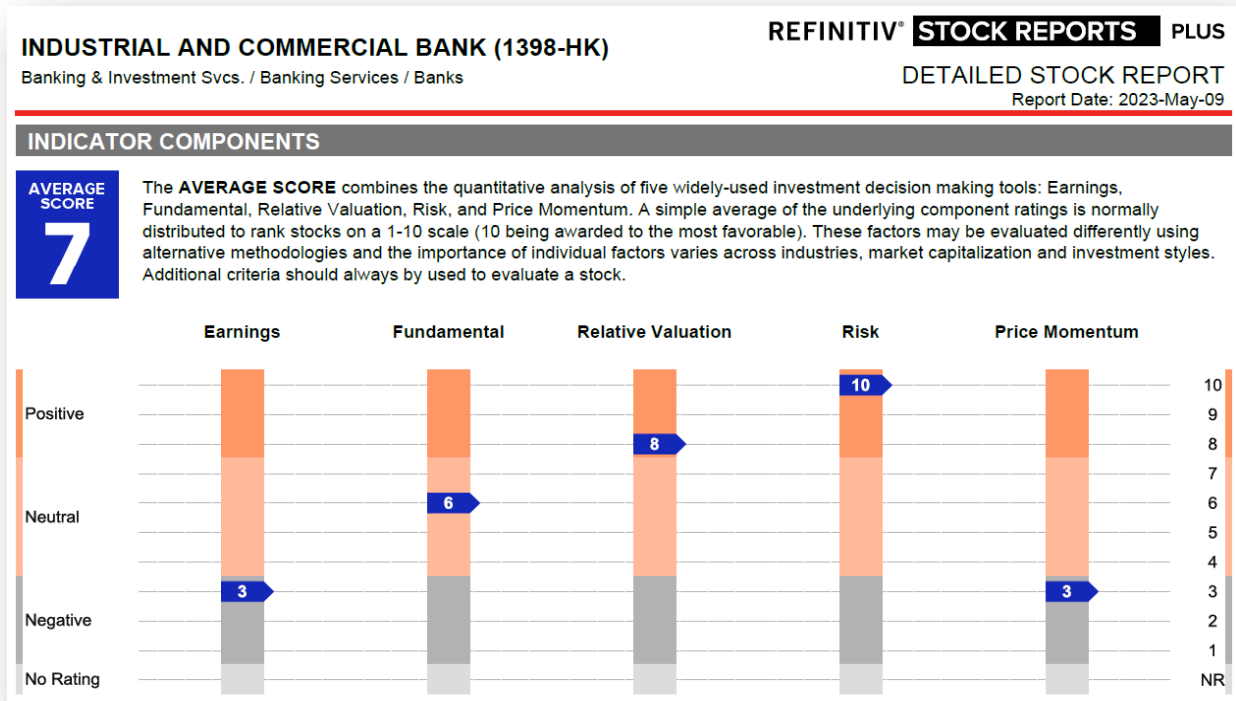 REFINITIV® STOCK REPORTS PLUS
INDUSTRIAL AND COMMERCIAL BANK (1398-HK)
Banking & Investment Svcs. / Banking Services / Banks
DETAILED STOCK REPORT
Report Date: 2023-May-09
INDICATOR COMPONENTS
AVERAGE
SCORE
7
The AVERAGE SCORE combines the quantitative analysis of five widely-used investment decision making tools: Earnings,
Fundamental, Relative Valuation, Risk, and Price Momentum. A simple average of the underlying component ratings is normally
distributed to rank stocks on a 1-10 scale (10 being awarded to the most favorable). These factors may be evaluated differently using
alternative methodologies and the importance of individual factors varies across industries, market capitalization and investment styles.
Additional criteria should always by used to evaluate a stock.
Earnings Fundamental Relative Valuation Risk Price Momentum
10 10
Positive 9
8 8
7
6 6
Neutral 5
4
3 3 3
Negative 2
1
No Rating NR